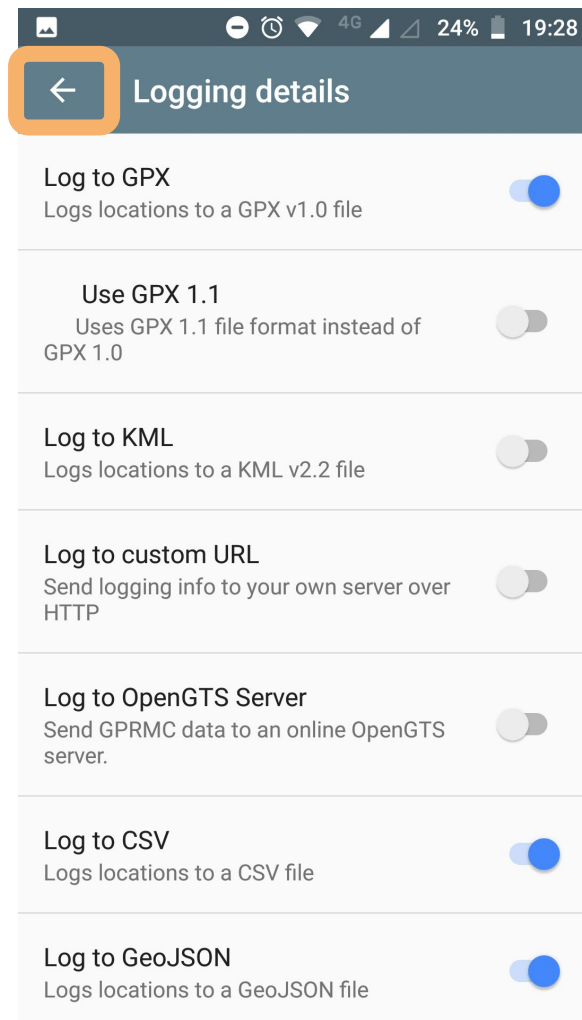 4G 24% 19:28
Logging details
Log to GPX
Logs locations to a GPX v1.0 file
Use GPX 1.1
Uses GPX 1.1 file format instead of
GPX 1.0
Log to KML
Logs locations to a KML v2.2 file
Log to custom URL
Send logging info to your own server over
HTTP
Log to OpenGTS Server
Send GPRMC data to an online OpenGTS
server.
Log to CSV
Logs locations to a CSV file
Log to GeoJSON
Logs locations to a GeoJSON file